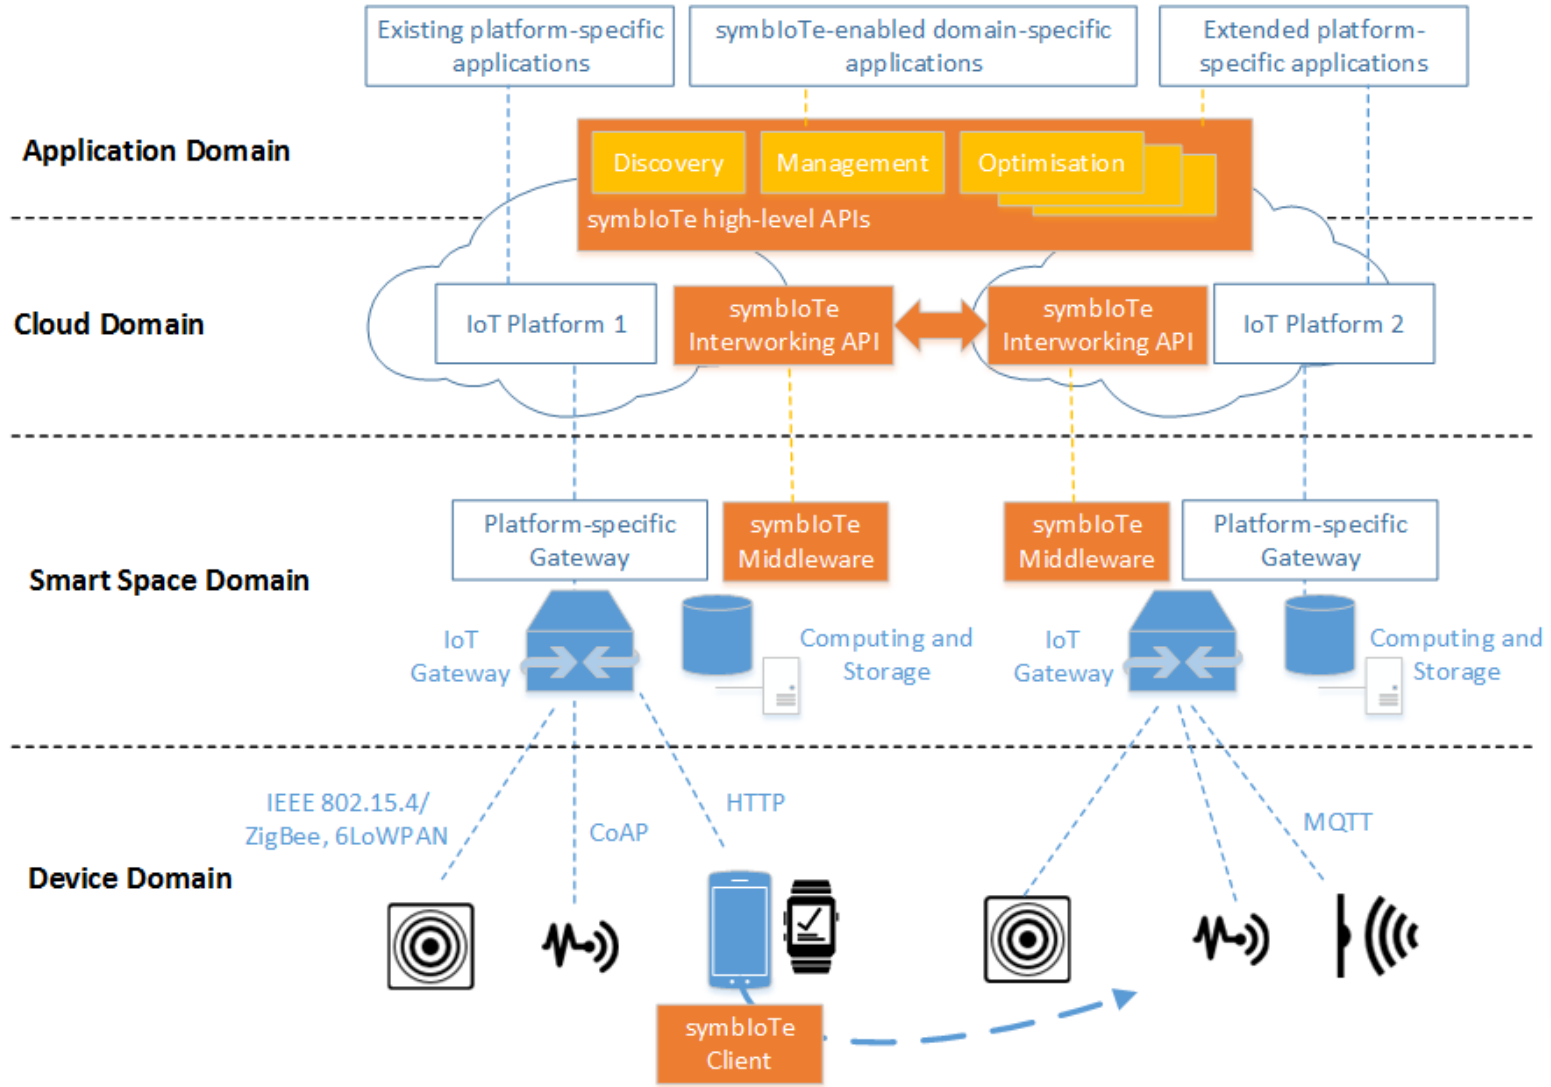 Existing platform-specific
applications
symbIoTe-enabled domain-specific
applications
Extended platform-
specific applications
Application Domain
Discovery
Management
Optimisation
symbIoTe high-level APIs
Cloud Domain
IoT Platform 1
symbIoTe
Interworking API
symbIoTe
Interworking API
IoT Platform 2
Smart Space Domain
Platform-specific
Gateway
symbIoTe
Middleware
symbIoTe
Middleware
Platform-specific
Gateway
IoT
Gateway
Computing and
Storage
IoT
Gateway
Computing and
Storage
Device Domain
IEEE 802.15.4/
ZigBee, 6LoWPAN
CoAP
HTTP
MQTT
symbIoTe
Client